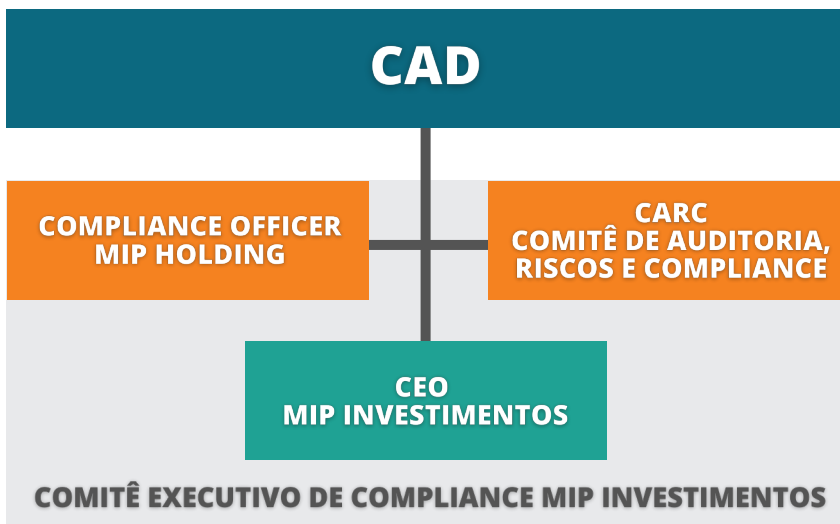 CAD
COMPLIANCE OFFICER
MIP HOLDING
CARC
COMITÊ DE AUDITORIA,
RISCOS E COMPLIANCE
CEO
MIP INVESTIMENTOS
COMITÊ EXECUTIVO DE COMPLIANCE MIP INVESTIMENTOS